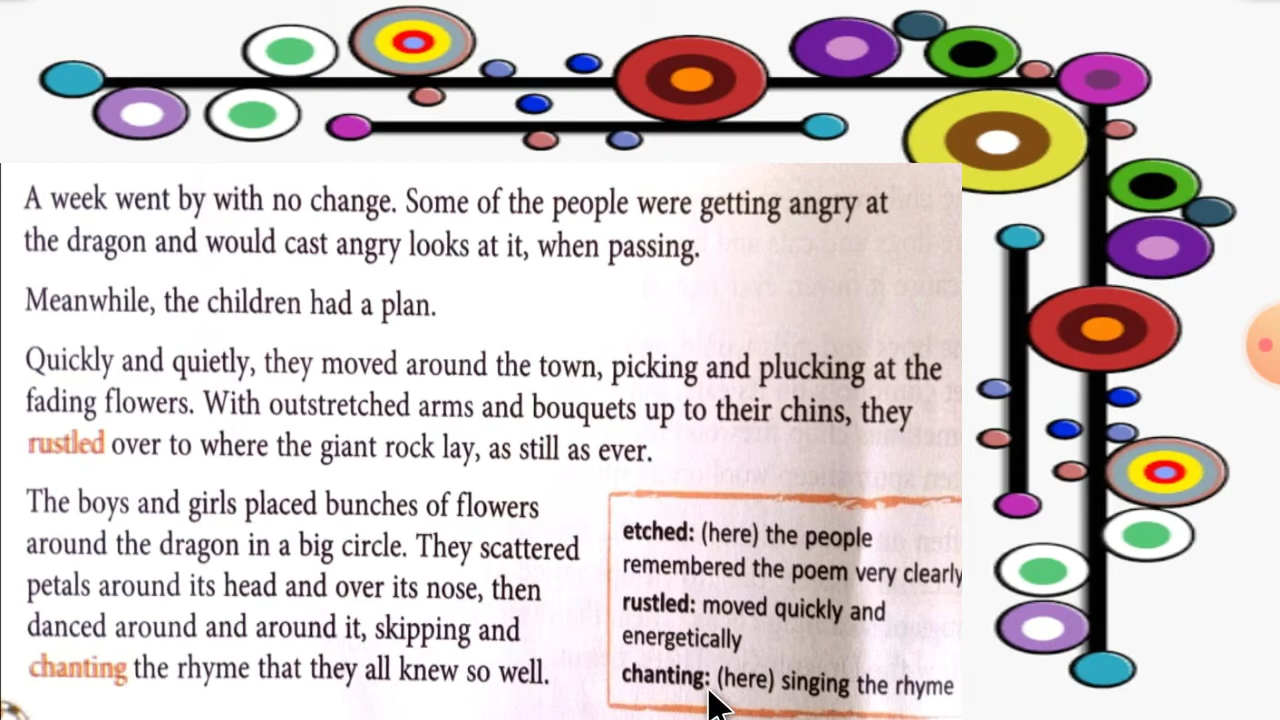 A week went by with no change. Some of the people were getting angry at
the dragon and would cast angry looks at it, when passing.
Meanwhile, the children had a plan.
Quickly and quietly, they moved around the town, picking and plucking at the
fading flowers. With outstretched arms and bouquets up to their chins, they
rustled over to where the giant rock lay, as still as ever.
The boys and girls placed bunches of flowers
around the dragon in a big circle. They scattered
petals around its head and over its nose, then
danced around and around it, skipping and
chanting the rhyme that they all knew so well.
etched: (here) the people
remembered the poem very clearly
rustled: moved quickly and
energetically
chanting: (here) singing the rhyme